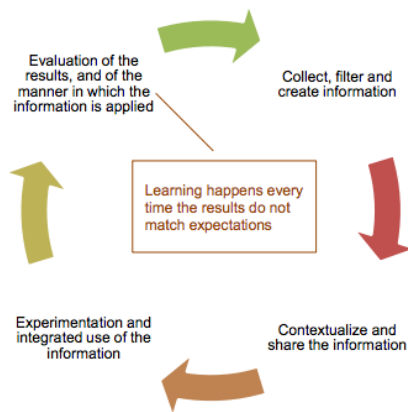 Evaluation of the
results, and of the
manner in which the
information is applied
Collect, filter and
create information
Learning happens every
time the results do not
match expectations
Experimentation and
integrated use of the
information
Contextualize and
share the information